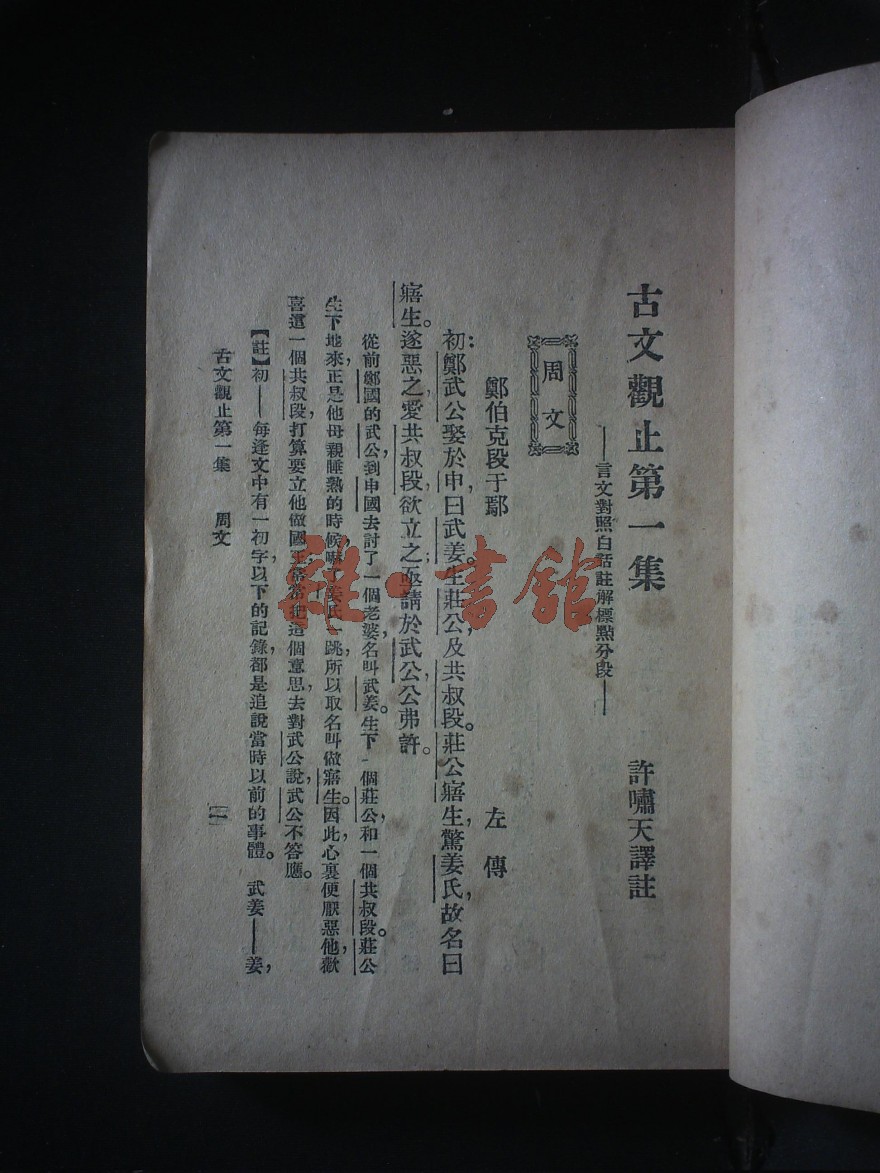 古文觀止第一集
許嘯天譯註
——言文對照白話註解標點分段——
周文
鄭伯克段于鄢
左傳
初：鄭武公娶於申，曰武姜。生莊公及共叔段。莊公寤生，驚姜氏，故名曰
寤生。遂惡之，愛共叔段，欲立之；亟請於武公，公弗許。
從前鄭國的武公，到申國去討了一個老婆，名叫武姜。生下一個莊公，和一個共叔段。莊公
生下地來，正是他母親睡熟的時候，嚇了姜氏一跳，所以取名叫做寤生。因此心裏便厭惡他，歡
喜這一個共叔段，打算要立他做國王，常常把這個意思去對武公說，武公不答應。
【註】初——每逢文中有一初字，以下的記錄，都是追說當時以前的事體。　武姜——姜，
古文觀止第一集　周文
〔一〕
雜·書館